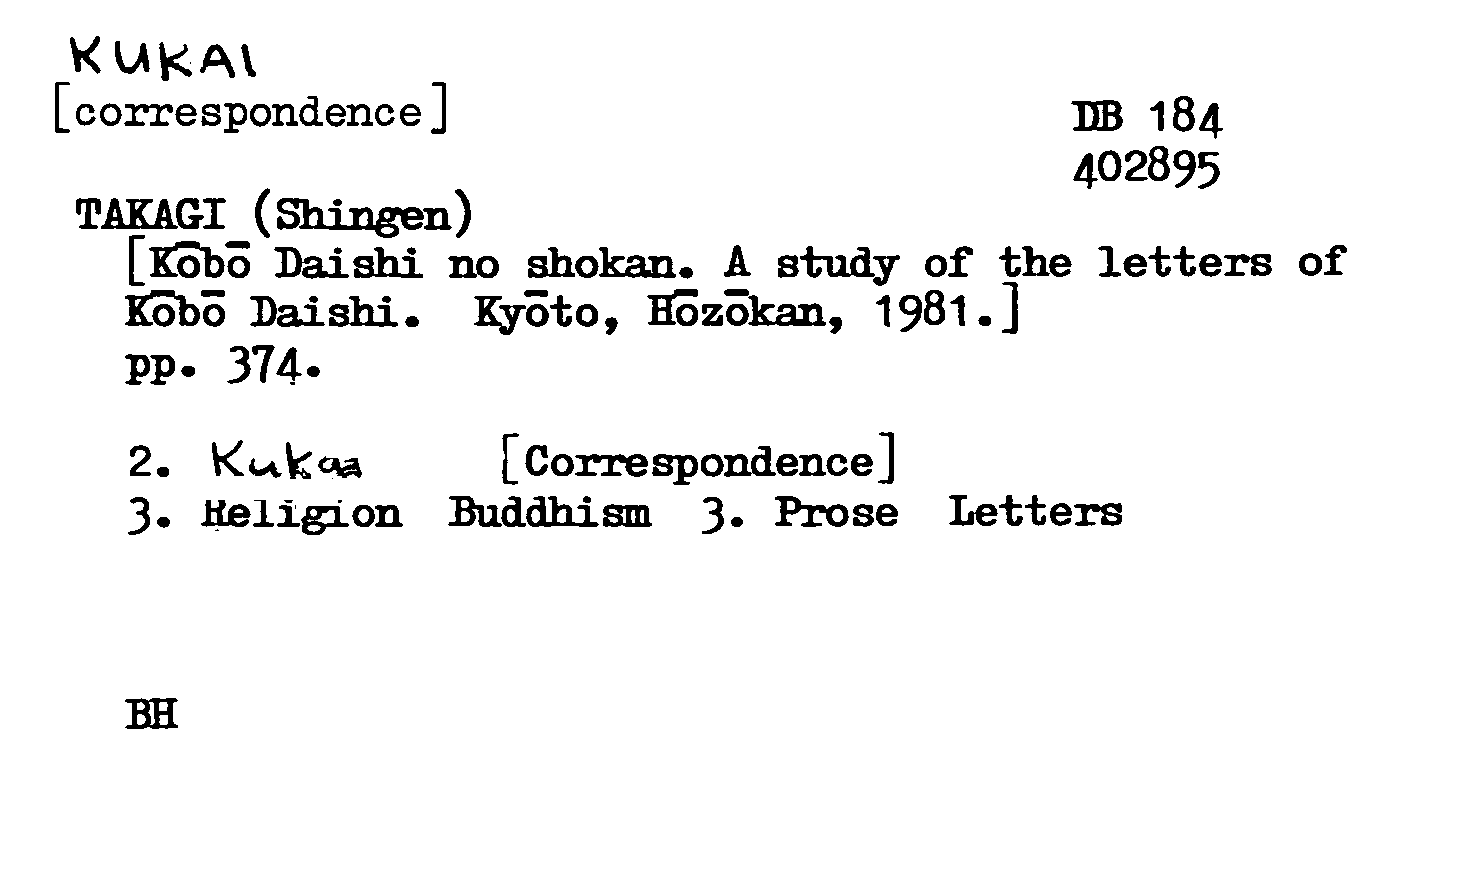 KUKAI
[correspondence]
DB 184
402895
TAKAGI (Shingen)
[Kōbō Daishi no shokan. A study of the letters of
Kōbō Daishi. Kyōto, Hōzōkan, 1981.]
pp. 374.
2. [Correspondence]
3. Religion Buddhism 3. Prose Letters
BH